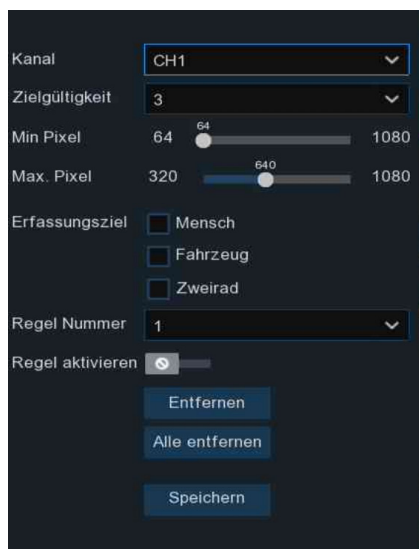 Kanal CH1
Zielgültigkeit 3
64
Min Pixel 64 1080
640
Max. Pixel 320 1080
Erfassungsziel Mensch
Fahrzeug
Zweirad
Regel Nummer 1
Regel aktivieren
Entfernen
Alle entfernen
Speichern